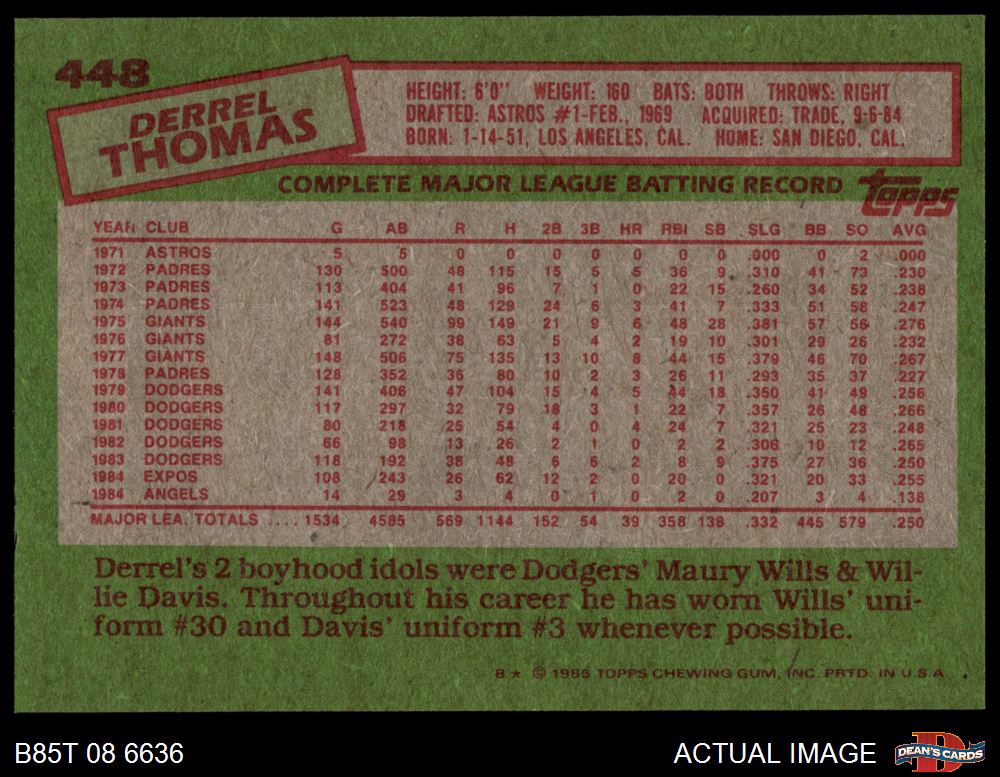 448
DERREL
THOMAS
HEIGHT: 6'0" WEIGHT: 160 BATS: BOTH THROWS: RIGHT
DRAFTED: ASTROS #1-FEB., 1969 ACQUIRED: TRADE, 9-6-84
BORN: 1-14-51, LOS ANGELES, CAL. HOME: SAN DIEGO, CAL.
COMPLETE MAJOR LEAGUE BATTING RECORD
Topps
YEAR CLUB G AB R H 2B 3B HR RBI SB SLG BB SO AVG
1971 ASTROS 5 5 0 0 0 0 0 0 0 .000 0 2 .000
1972 PADRES 130 500 48 115 15 5 5 36 9 .310 41 73 .230
1973 PADRES 113 404 41 96 7 1 0 22 15 .260 34 52 .238
1974 PADRES 141 523 48 129 24 6 3 41 7 .333 51 58 .247
1975 GIANTS 144 540 99 149 21 9 6 48 28 .381 57 56 .276
1976 GIANTS 81 272 38 63 5 4 2 19 10 .301 29 26 .232
1977 GIANTS 148 506 75 135 13 10 8 44 15 .379 46 70 .267
1978 PADRES 128 352 36 80 10 2 3 26 11 .293 35 37 .227
1979 DODGERS 141 406 47 104 15 4 5 44 18 .350 41 49 .256
1980 DODGERS 117 297 32 79 18 3 1 22 7 .357 26 48 .266
1981 DODGERS 80 218 25 54 4 0 4 24 7 .321 25 23 .248
1982 DODGERS 66 98 13 26 2 1 0 2 2 .306 10 12 .265
1983 DODGERS 118 192 38 48 6 6 2 8 9 .375 27 36 .250
1984 EXPOS 108 243 26 62 12 2 0 20 0 .321 20 33 .255
1984 ANGELS 14 29 3 4 0 1 0 2 0 .207 3 4 .138
MAJOR LEA. TOTALS .... 1534 4585 569 1144 152 54 39 358 138 .332 445 579 .250
Derrel's 2 boyhood idols were Dodgers' Maury Wills & Wil-
lie Davis. Throughout his career he has worn Wills' uni-
form #30 and Davis' uniform #3 whenever possible.
B * © 1985 TOPPS CHEWING GUM, INC. PRTD. IN U.S.A.
B85T 08 6636
ACTUAL IMAGE
D
DEAN'S CARDS